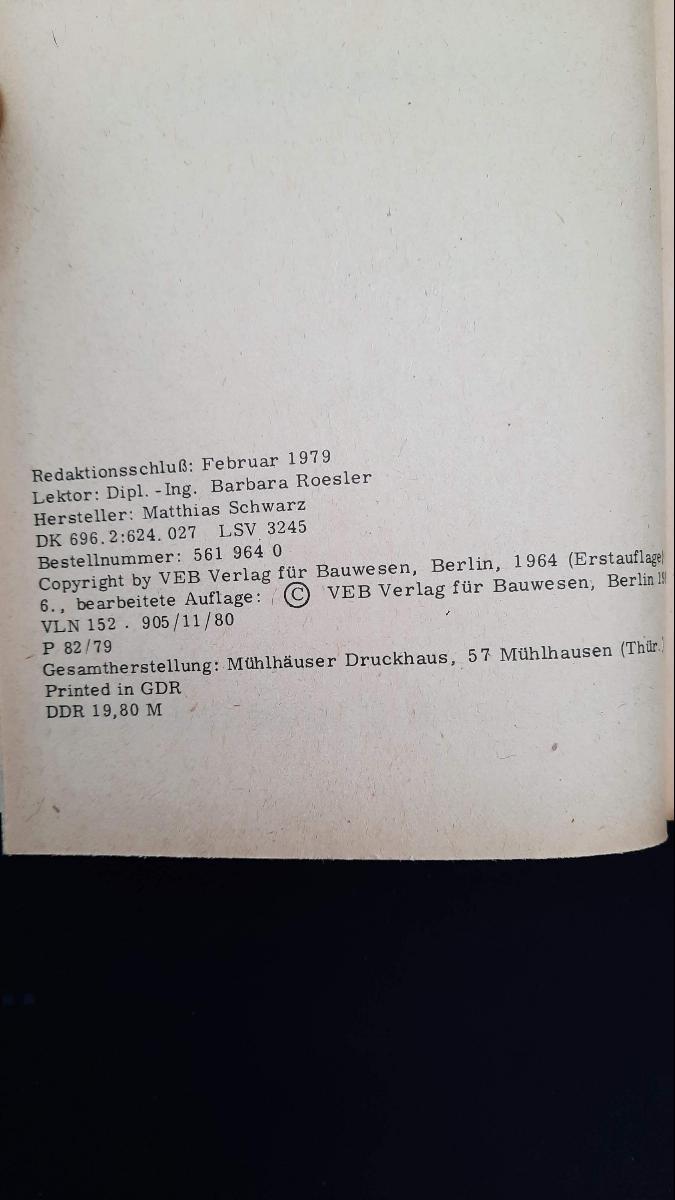 Redaktionsschluß: Februar 1979
Lektor: Dipl.-Ing. Barbara Roesler
Hersteller: Matthias Schwarz
DK 696.2:624.027 LSV 3245
Bestellnummer: 561 964 0
Copyright by VEB Verlag für Bauwesen, Berlin, 1964 (Erstauflage)
6., bearbeitete Auflage: © VEB Verlag für Bauwesen, Berlin
VLN 152 . 905/11/80
P 82/79
Gesamtherstellung: Mühlhäuser Druckhaus, 57 Mühlhausen (Thür.)
Printed in GDR
DDR 19,80 M